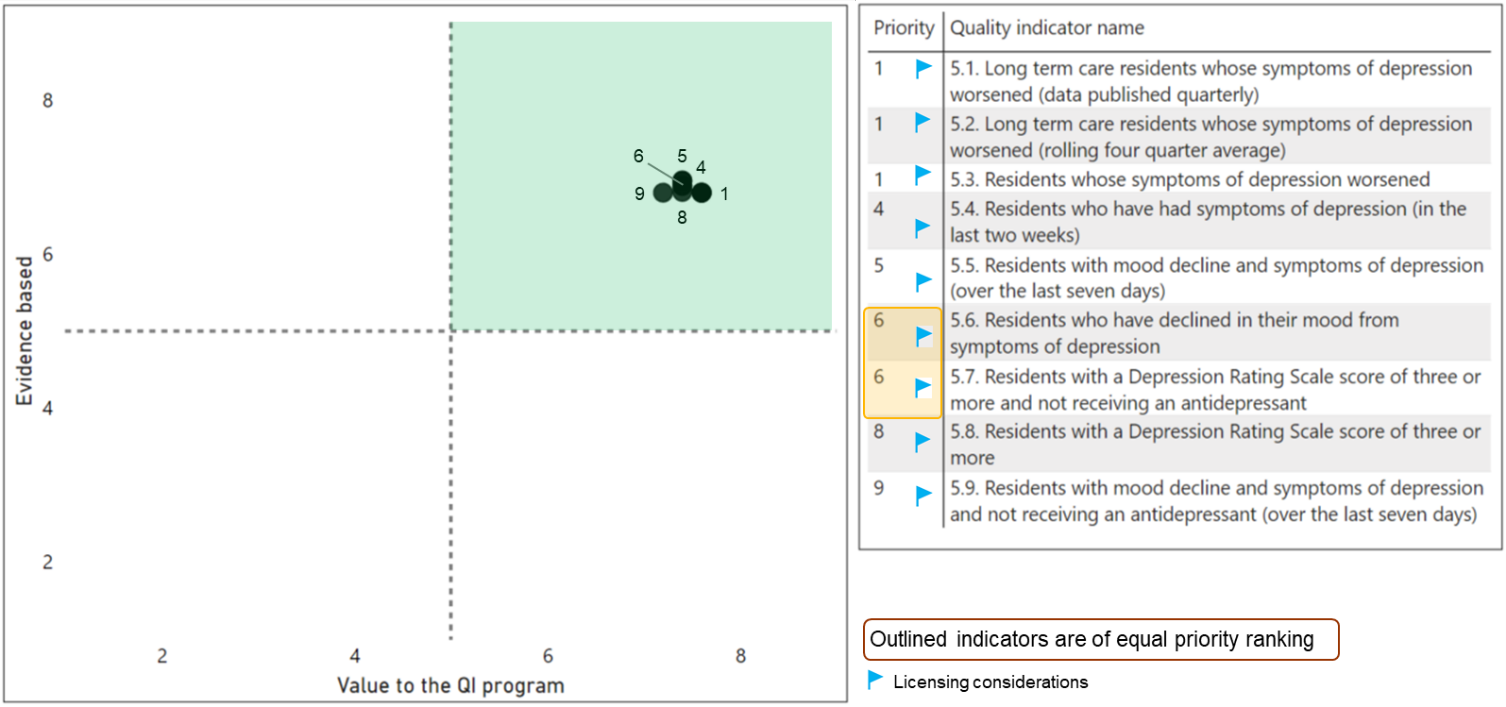 8
6
4
2
Evidence based
6
5
4
9
1
8
2
4
6
8
Value to the QI program
Priority Quality indicator name
1 5.1. Long term care residents whose symptoms of depression
worsened (data published quarterly)
1 5.2. Long term care residents whose symptoms of depression
worsened (rolling four quarter average)
1 5.3. Residents whose symptoms of depression worsened
4 5.4. Residents who have had symptoms of depression (in the
last two weeks)
5 5.5. Residents with mood decline and symptoms of depression
(over the last seven days)
6 5.6. Residents who have declined in their mood from
symptoms of depression
6 5.7. Residents with a Depression Rating Scale score of three or
more and not receiving an antidepressant
8 5.8. Residents with a Depression Rating Scale score of three or
more
9 5.9. Residents with mood decline and symptoms of depression
and not receiving an antidepressant (over the last seven days)
Outlined indicators are of equal priority ranking
Licensing considerations